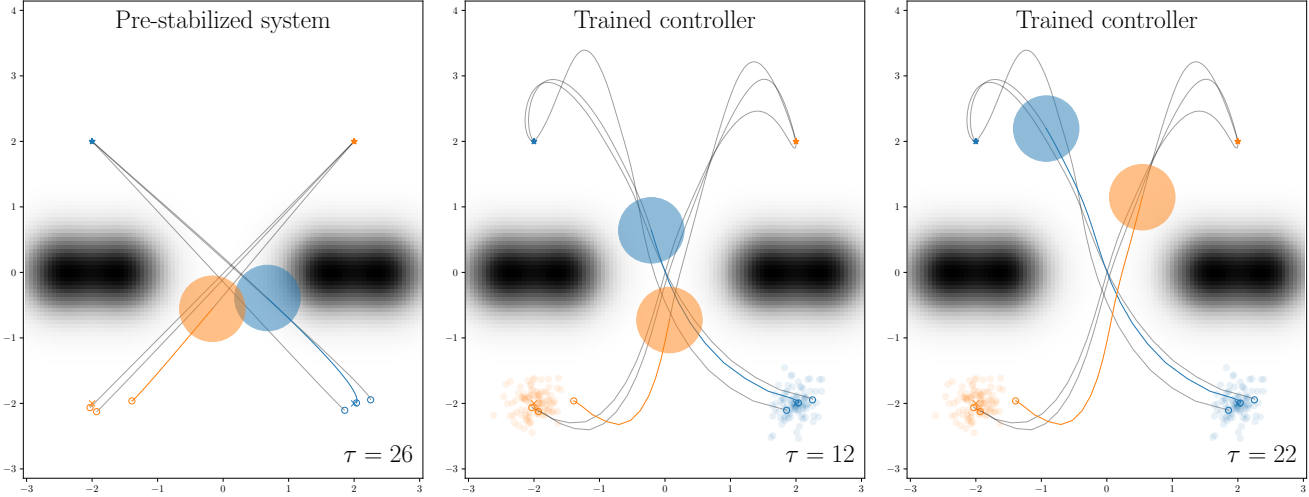 Pre-stabilized system
4
3
2
1
0
−1
−2
−3
−3 −2 −1 0 1 2 3
τ = 26
Trained controller
4
3
2
1
0
−1
−2
−3
−3 −2 −1 0 1 2 3
τ = 12
Trained controller
4
3
2
1
0
−1
−2
−3
−3 −2 −1 0 1 2 3
τ = 22